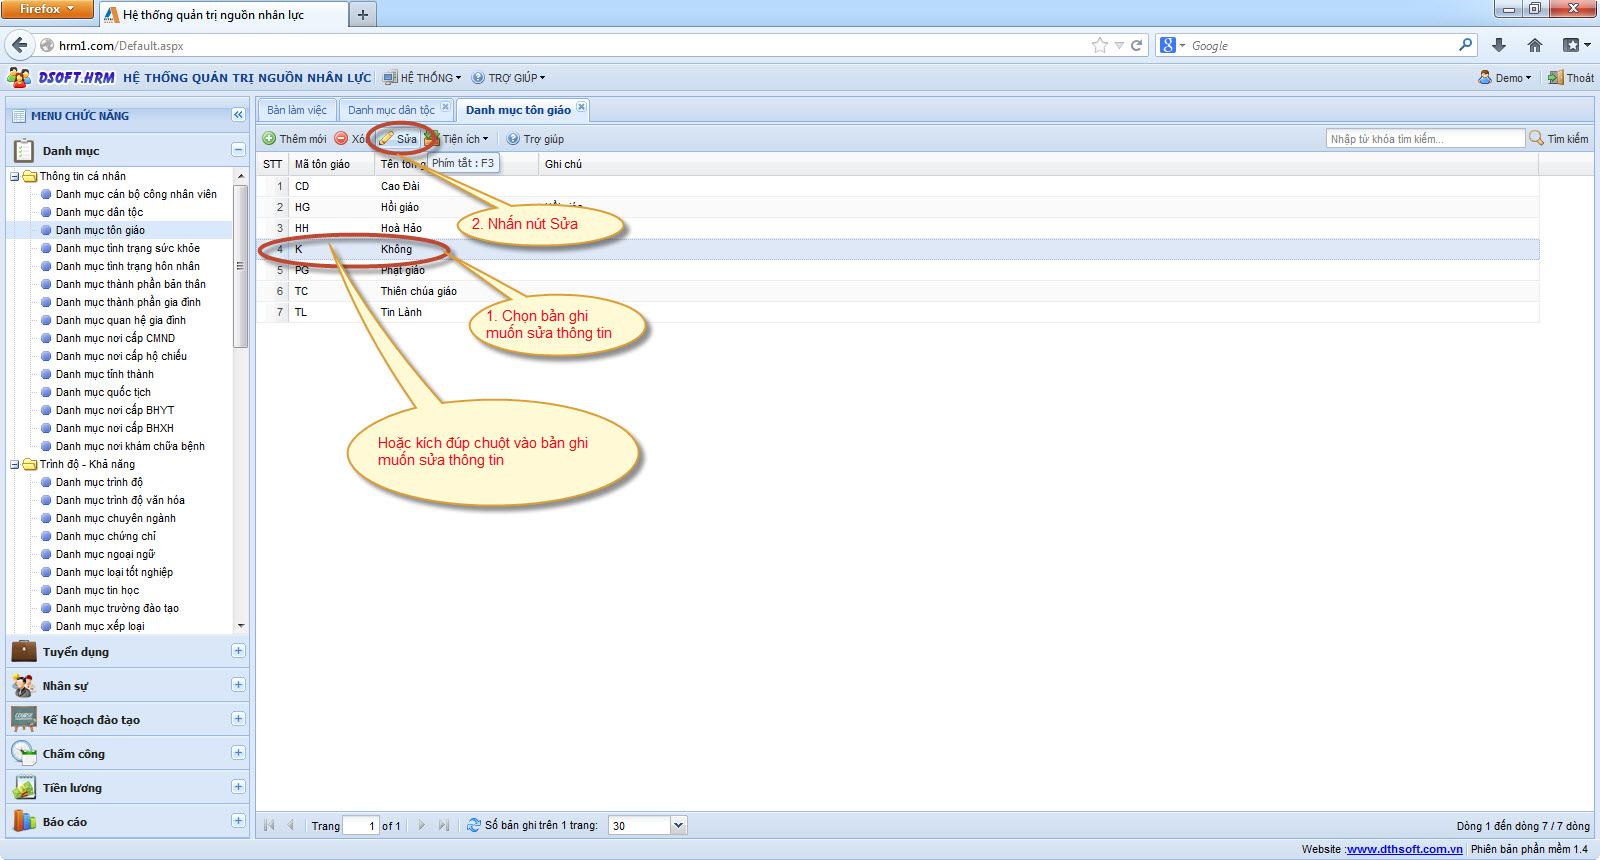 Firefox
Hệ thống quản trị nguồn nhân lực
hrm1.com/Default.aspx
Google
DSOFT.HRM HỆ THỐNG QUẢN TRỊ NGUỒN NHÂN LỰC HỆ THỐNG TRỢ GIÚP
Demo Thoát
MENU CHỨC NĂNG
Bàn làm việc Danh mục dân tộc Danh mục tôn giáo
Thêm mới Sửa Tiện ích Trợ giúp
Nhập từ khóa tìm kiếm... Tìm kiếm
Phím tắt : F3
STT Mã tôn giáo Ghi chú
1 CD Cao Đài
2 HG Hồi giáo
3 HH Hoà Hảo
4 K Không
5 PG Phật giáo
6 TC Thiên chúa giáo
7 TL Tin Lành
2. Nhấn nút Sửa
1. Chọn bản ghi
muốn sửa thông tin
Hoặc kích đúp chuột vào bản ghi
muốn sửa thông tin
Danh mục
Thông tin cá nhân
Danh mục cán bộ công nhân viên
Danh mục dân tộc
Danh mục tôn giáo
Danh mục tình trạng sức khỏe
Danh mục tình trạng hôn nhân
Danh mục thành phần bản thân
Danh mục thành phần gia đình
Danh mục quan hệ gia đình
Danh mục nơi cấp CMND
Danh mục nơi cấp hộ chiếu
Danh mục tỉnh thành
Danh mục quốc tịch
Danh mục nơi cấp BHYT
Danh mục nơi cấp BHXH
Danh mục nơi khám chữa bệnh
Trình độ - Khả năng
Danh mục trình độ
Danh mục trình độ văn hóa
Danh mục chuyên ngành
Danh mục chứng chỉ
Danh mục ngoại ngữ
Danh mục loại tốt nghiệp
Danh mục tin học
Danh mục trường đào tạo
Danh mục xếp loại
Tuyển dụng
Nhân sự
Kế hoạch đào tạo
Chấm công
Tiền lương
Báo cáo
Trang 1 of 1 Số bản ghi trên 1 trang: 30
Dòng 1 đến dòng 7 / 7 dòng
Website :www.dthsoft.com.vn Phiên bản phần mềm 1.4